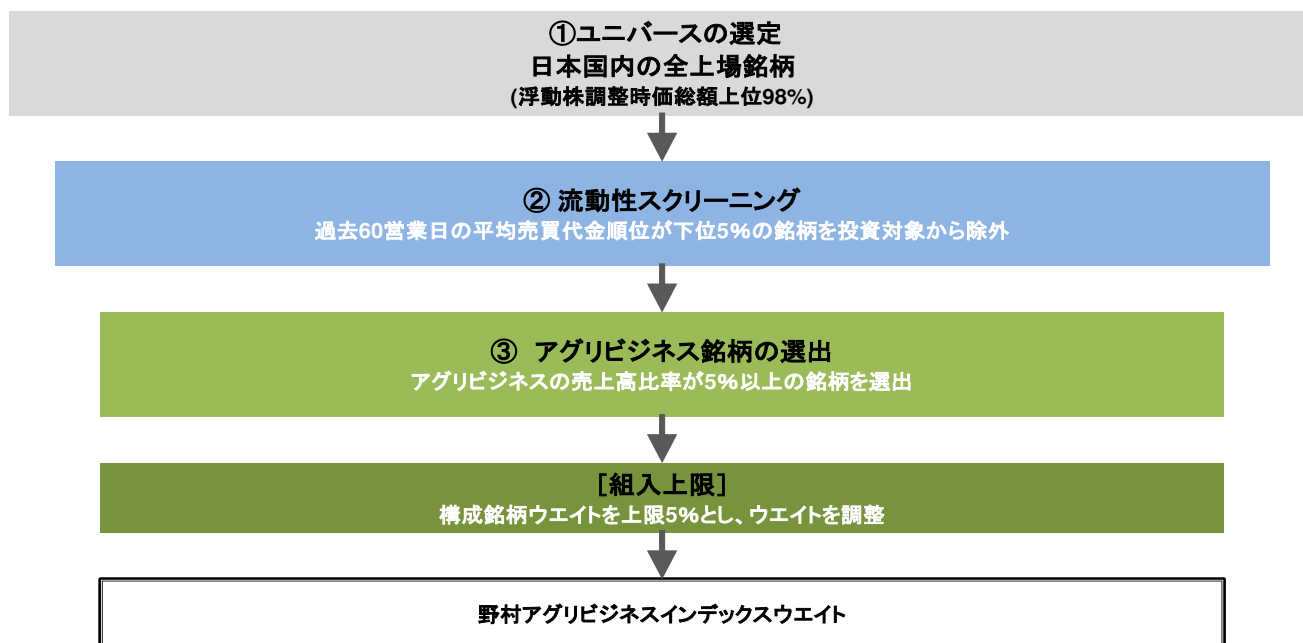 ①ユニバースの選定
日本国内の全上場銘柄
(浮動株調整時価総額上位98%)
② 流動性スクリーニング
過去60営業日の平均売買代金順位が下位5%の銘柄を投資対象から除外
③ アグリビジネス銘柄の選出
アグリビジネスの売上高比率が5%以上の銘柄を選出
[組入上限]
構成銘柄ウエイトを上限5%とし、ウエイトを調整
野村アグリビジネスインデックスウエイト